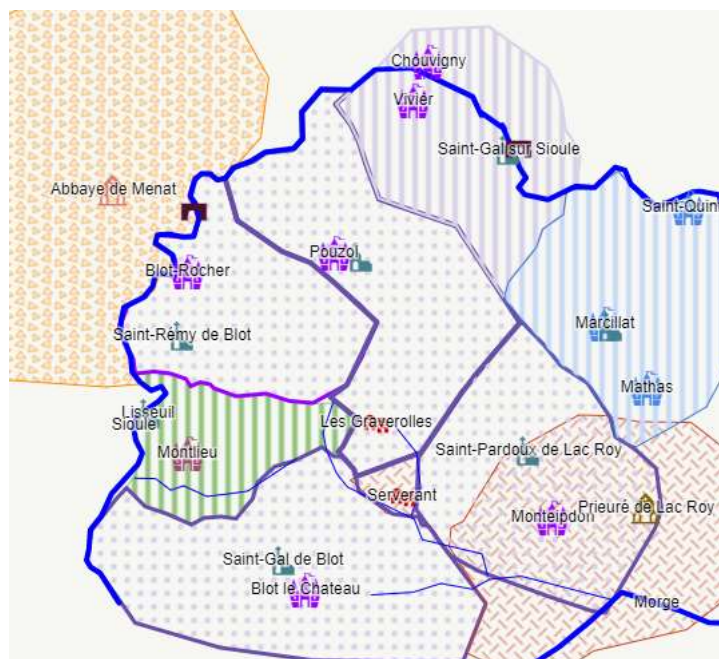 Chouvigny
Vivier
Saint-Gal sur Sioule
Abbaye de Menat
Saint-Quin
Pouzol
Blot-Rocher
Marcillat
Saint-Rémy de Blot
Mathas
Lisseuil
Sioule
Les Graverolles
Montlieu
Saint-Pardoux de Lac Roy
Serverant
Prieuré de Lac Roy
Monteipdon
Saint-Gal de Blot
Blot le Chateau
Morge